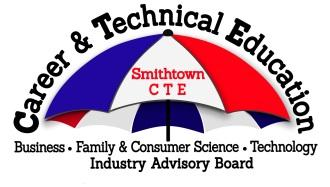 Career & Technical Education
Smithtown
CTE
Business • Family & Consumer Science • Technology
Industry Advisory Board